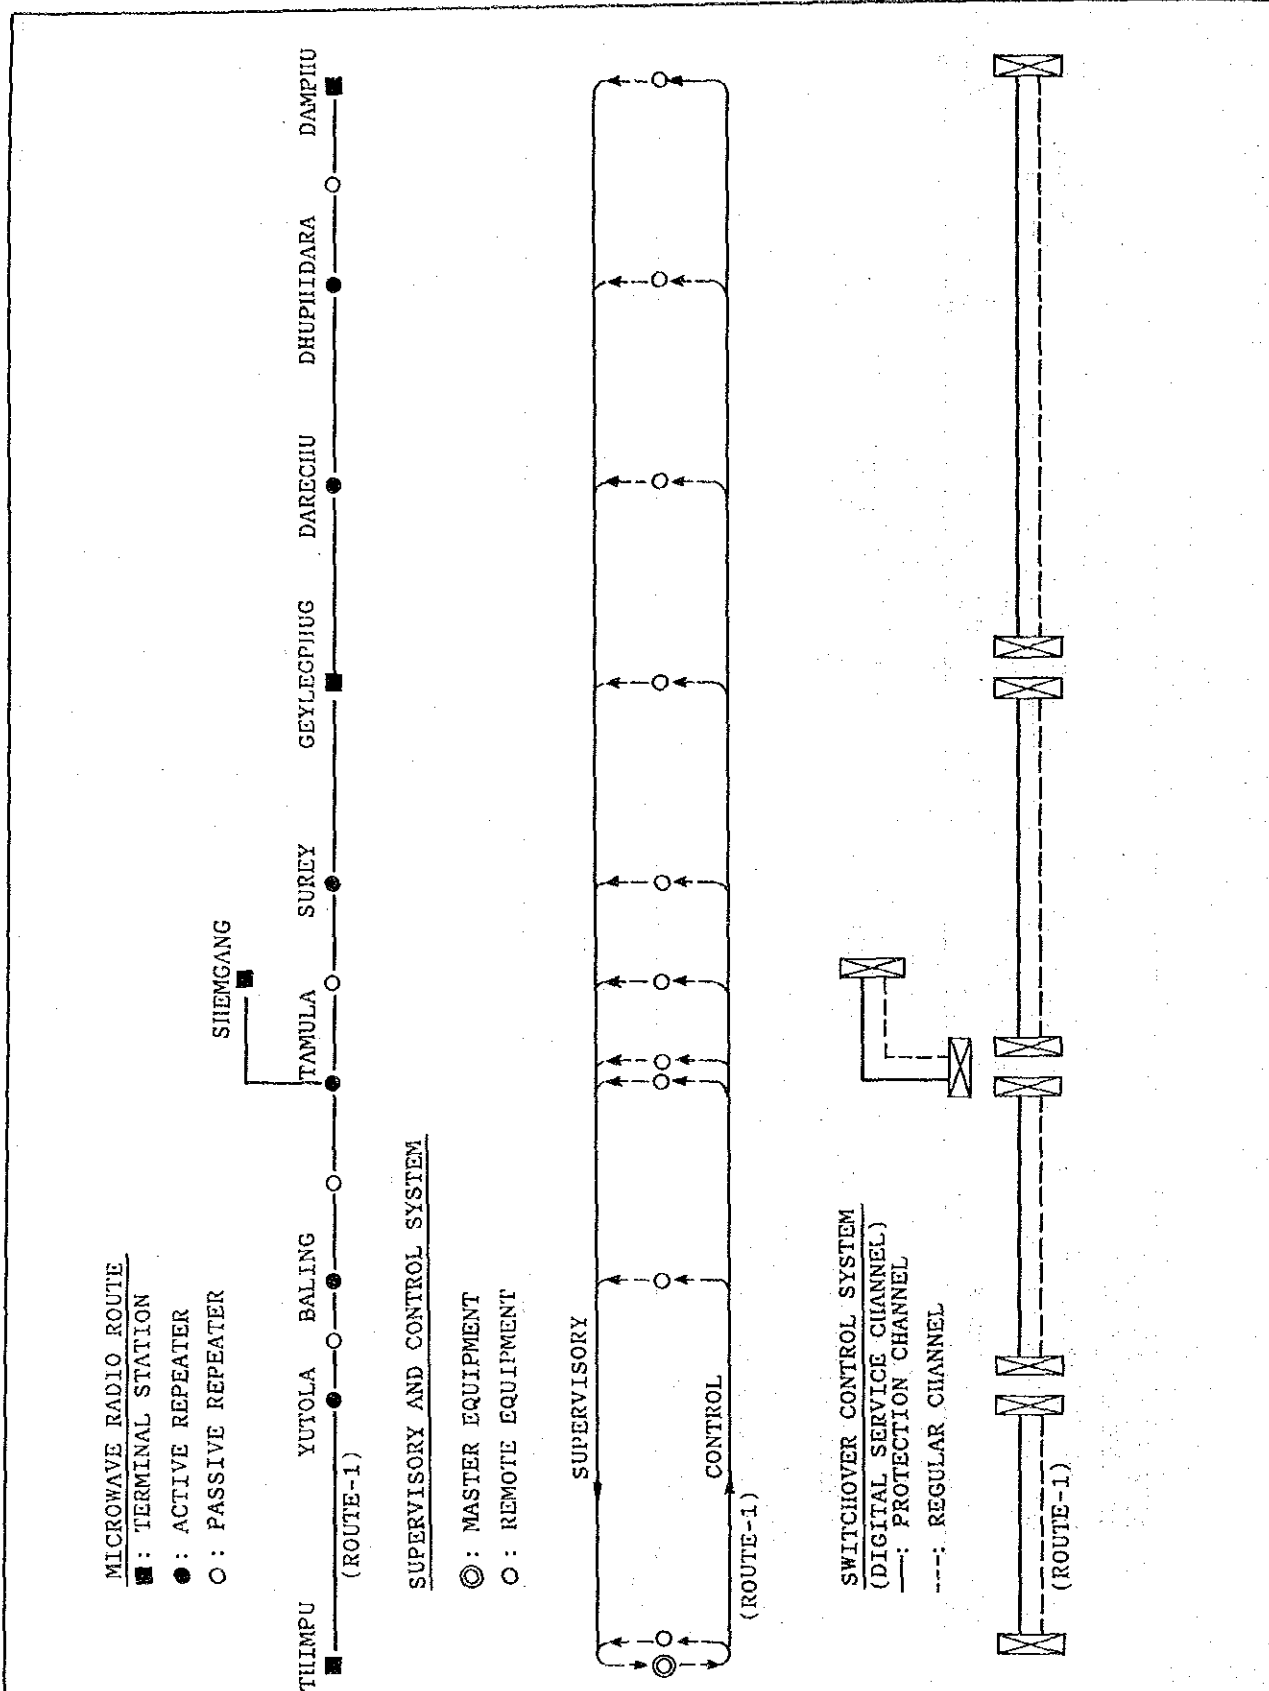 MICROWAVE RADIO ROUTE
■: TERMINAL STATION
●: ACTIVE REPEATER
○: PASSIVE REPEATER
SHEMGANG
THIMPU YUTOLA BALING TAMULA SUREY GEYLEGPHUG DARECHU DHUPHIDARA DAMPHU
(ROUTE-1)
SUPERVISORY AND CONTROL SYSTEM
◎: MASTER EQUIPMENT
○: REMOTE EQUIPMENT
SUPERVISORY
CONTROL
(ROUTE-1)
SWITCHOVER CONTROL SYSTEM
(DIGITAL SERVICE CHANNEL)
——: PROTECTION CHANNEL
---: REGULAR CHANNEL
(ROUTE-1)